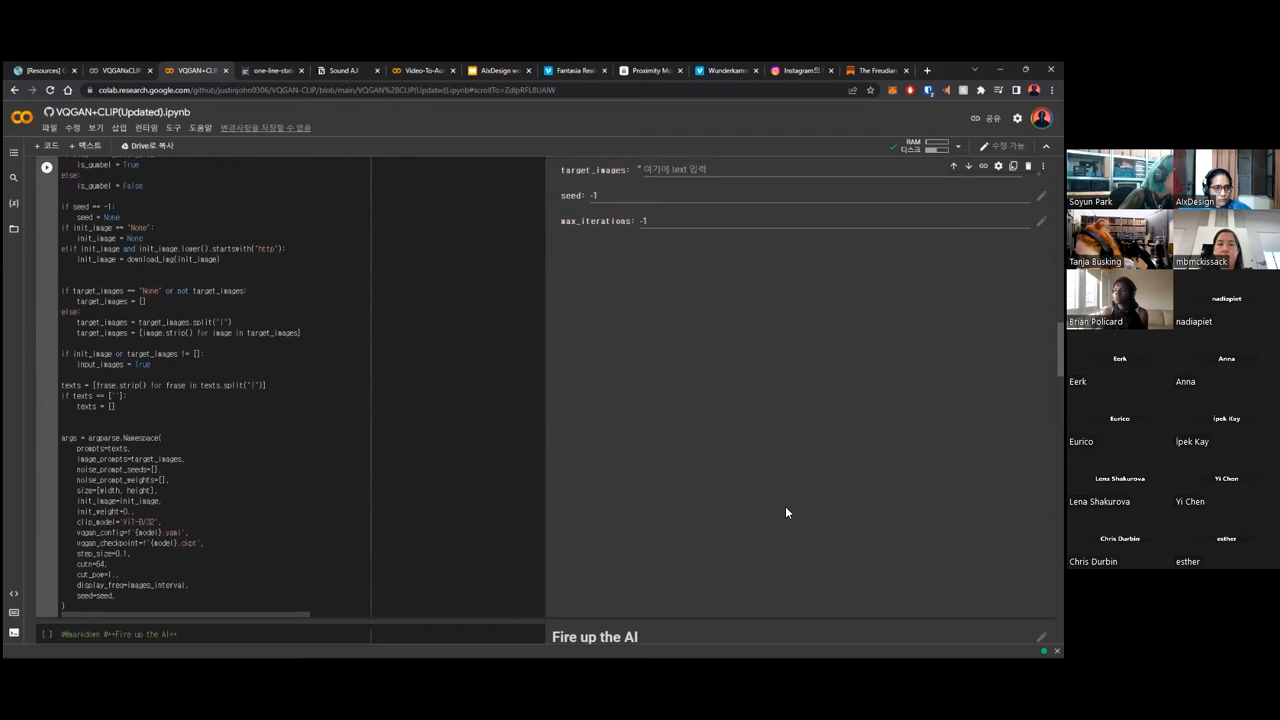 [Resources] C
VQGANxCLIP
VQGAN+CLIP
one-line-stab
Sound A.I
Video-To-Au
AIxDesign wo
Fantasia Real
Proximity Mu
Wunderkamm
Instagram의
The Freudian
colab.research.google.com/github/justinjohn0306/VQGAN-CLIP/blob/main/VQGAN%2BCLIP(Updated).ipynb#scrollTo=ZdlpRFL8UAlW
VQGAN+CLIP(Updated).ipynb
공유
파일 수정 보기 삽입 런타임 도구 도움말 변경사항을 저장할 수 없음
+ 코드 + 텍스트 Drive로 복사
RAM
디스크
수정 가능
is_gumbel = True
else:
is_gumbel = False
if seed == -1:
seed = None
if init_image == "None":
init_image = None
elif init_image and init_image.lower().startswith("http"):
init_image = download_img(init_image)
if target_images == "None" or not target_images:
target_images = []
else:
target_images = target_images.split("|")
target_images = [image.strip() for image in target_images]
if init_image or target_images != []:
input_images = True
texts = [frase.strip() for frase in texts.split("|")]
if texts == ['']:
texts = []
args = argparse.Namespace(
prompts=texts,
image_prompts=target_images,
noise_prompt_seeds=[],
noise_prompt_weights=[],
size=[width, height],
init_image=init_image,
init_weight=0.,
clip_model='ViT-B/32',
vqgan_config=f'{model}.yaml',
vqgan_checkpoint=f'{model}.ckpt',
step_size=0.1,
cutn=64,
cut_pow=1.,
display_freq=images_interval,
seed=seed,
)
[ ] #@markdown #**Fire up the AI**
target_images: " 여기에 text 입력
seed: -1
max_iterations: -1
Fire up the AI
Soyun Park
AIxDesign
Tanja Busking
mbmckissack
Brian Policard
nadiapiet
nadiapiet
Eerk
Eerk
Anna
Anna
Eurico
Eurico
İpek Kay
İpek Kay
Lena Shakurova
Lena Shakurova
Yi Chen
Yi Chen
Chris Durbin
Chris Durbin
esther
esther